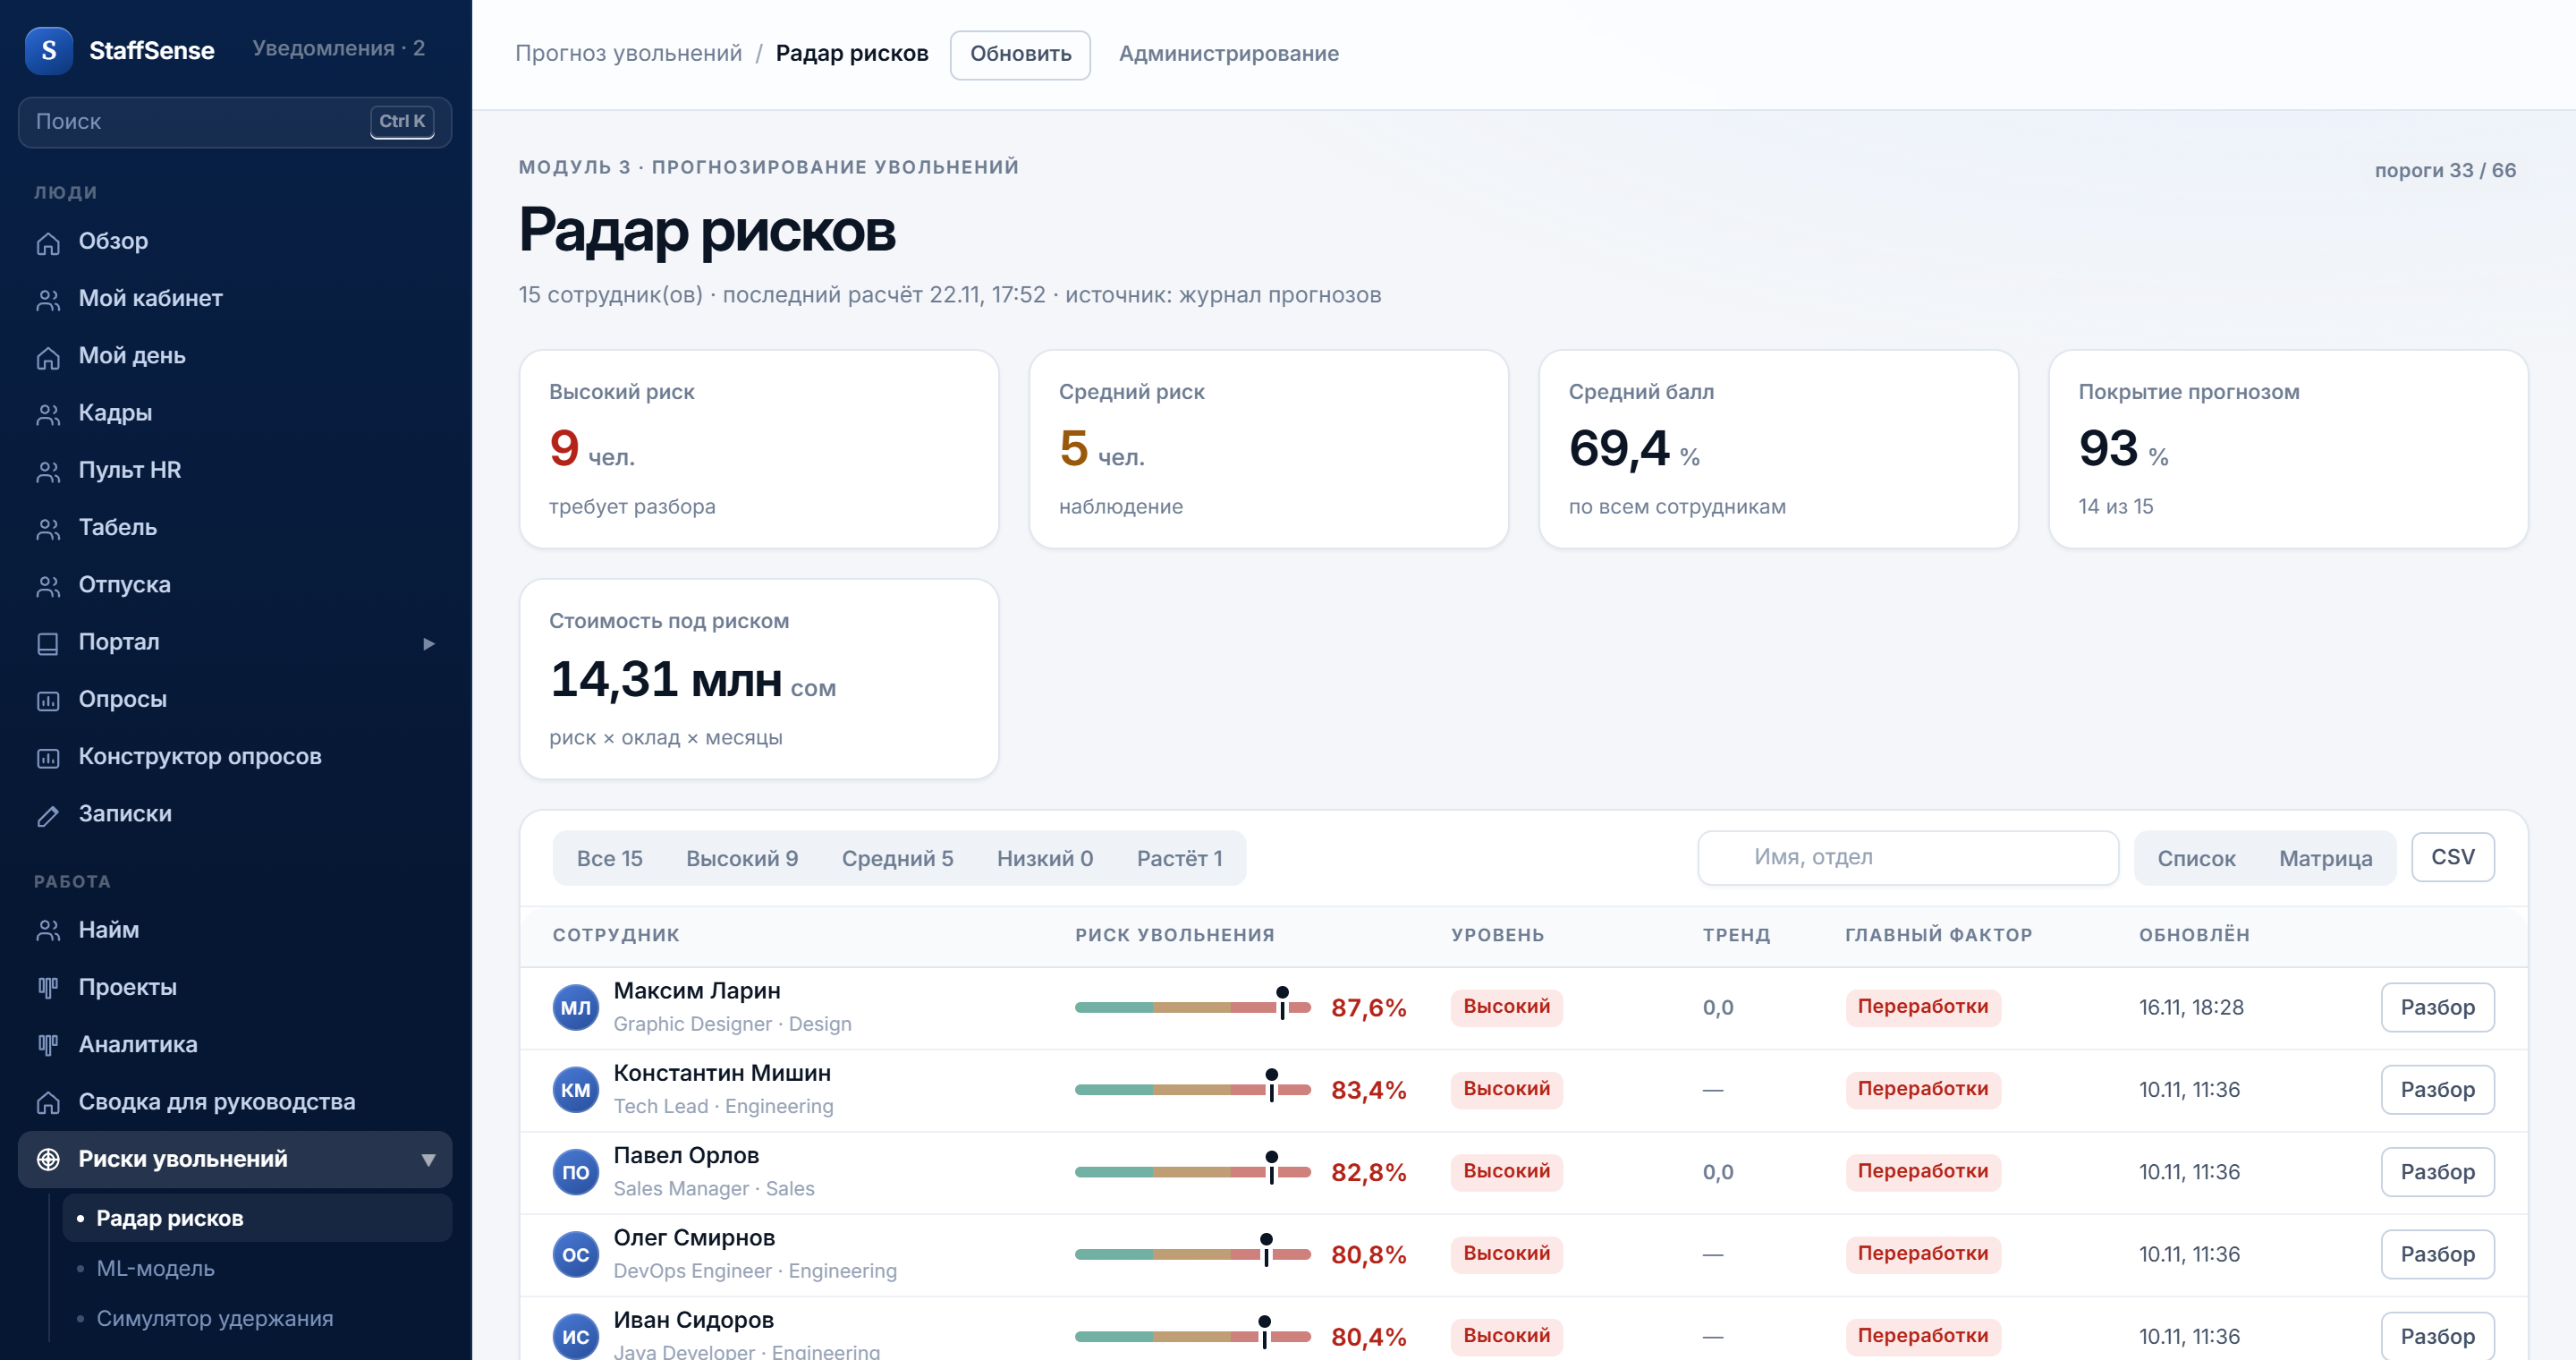 S StaffSense Уведомления · 2
Поиск Ctrl K
ЛЮДИ
Обзор
Мой кабинет
Мой день
Кадры
Пульт HR
Табель
Отпуска
Портал
Опросы
Конструктор опросов
Записки
РАБОТА
Найм
Проекты
Аналитика
Сводка для руководства
Риски увольнений
Радар рисков
ML-модель
Симулятор удержания
Прогноз увольнений / Радар рисков Обновить Администрирование
МОДУЛЬ 3 · ПРОГНОЗИРОВАНИЕ УВОЛЬНЕНИЙ
пороги 33 / 66
Радар рисков
15 сотрудник(ов) · последний расчёт 22.11, 17:52 · источник: журнал прогнозов
Высокий риск
9 чел.
требует разбора
Средний риск
5 чел.
наблюдение
Средний балл
69,4 %
по всем сотрудникам
Покрытие прогнозом
93 %
14 из 15
Стоимость под риском
14,31 млн сом
риск × оклад × месяцы
Все 15 Высокий 9 Средний 5 Низкий 0 Растёт 1 Имя, отдел Список Матрица CSV
СОТРУДНИК РИСК УВОЛЬНЕНИЯ УРОВЕНЬ ТРЕНД ГЛАВНЫЙ ФАКТОР ОБНОВЛЁН
МЛ Максим Ларин 87,6% Высокий 0,0 Переработки 16.11, 18:28 Разбор
Graphic Designer · Design
КМ Константин Мишин 83,4% Высокий — Переработки 10.11, 11:36 Разбор
Tech Lead · Engineering
ПО Павел Орлов 82,8% Высокий 0,0 Переработки 10.11, 11:36 Разбор
Sales Manager · Sales
ОС Олег Смирнов 80,8% Высокий — Переработки 10.11, 11:36 Разбор
DevOps Engineer · Engineering
ИС Иван Сидоров 80,4% Высокий — Переработки 10.11, 11:36 Разбор
Java Developer · Engineering